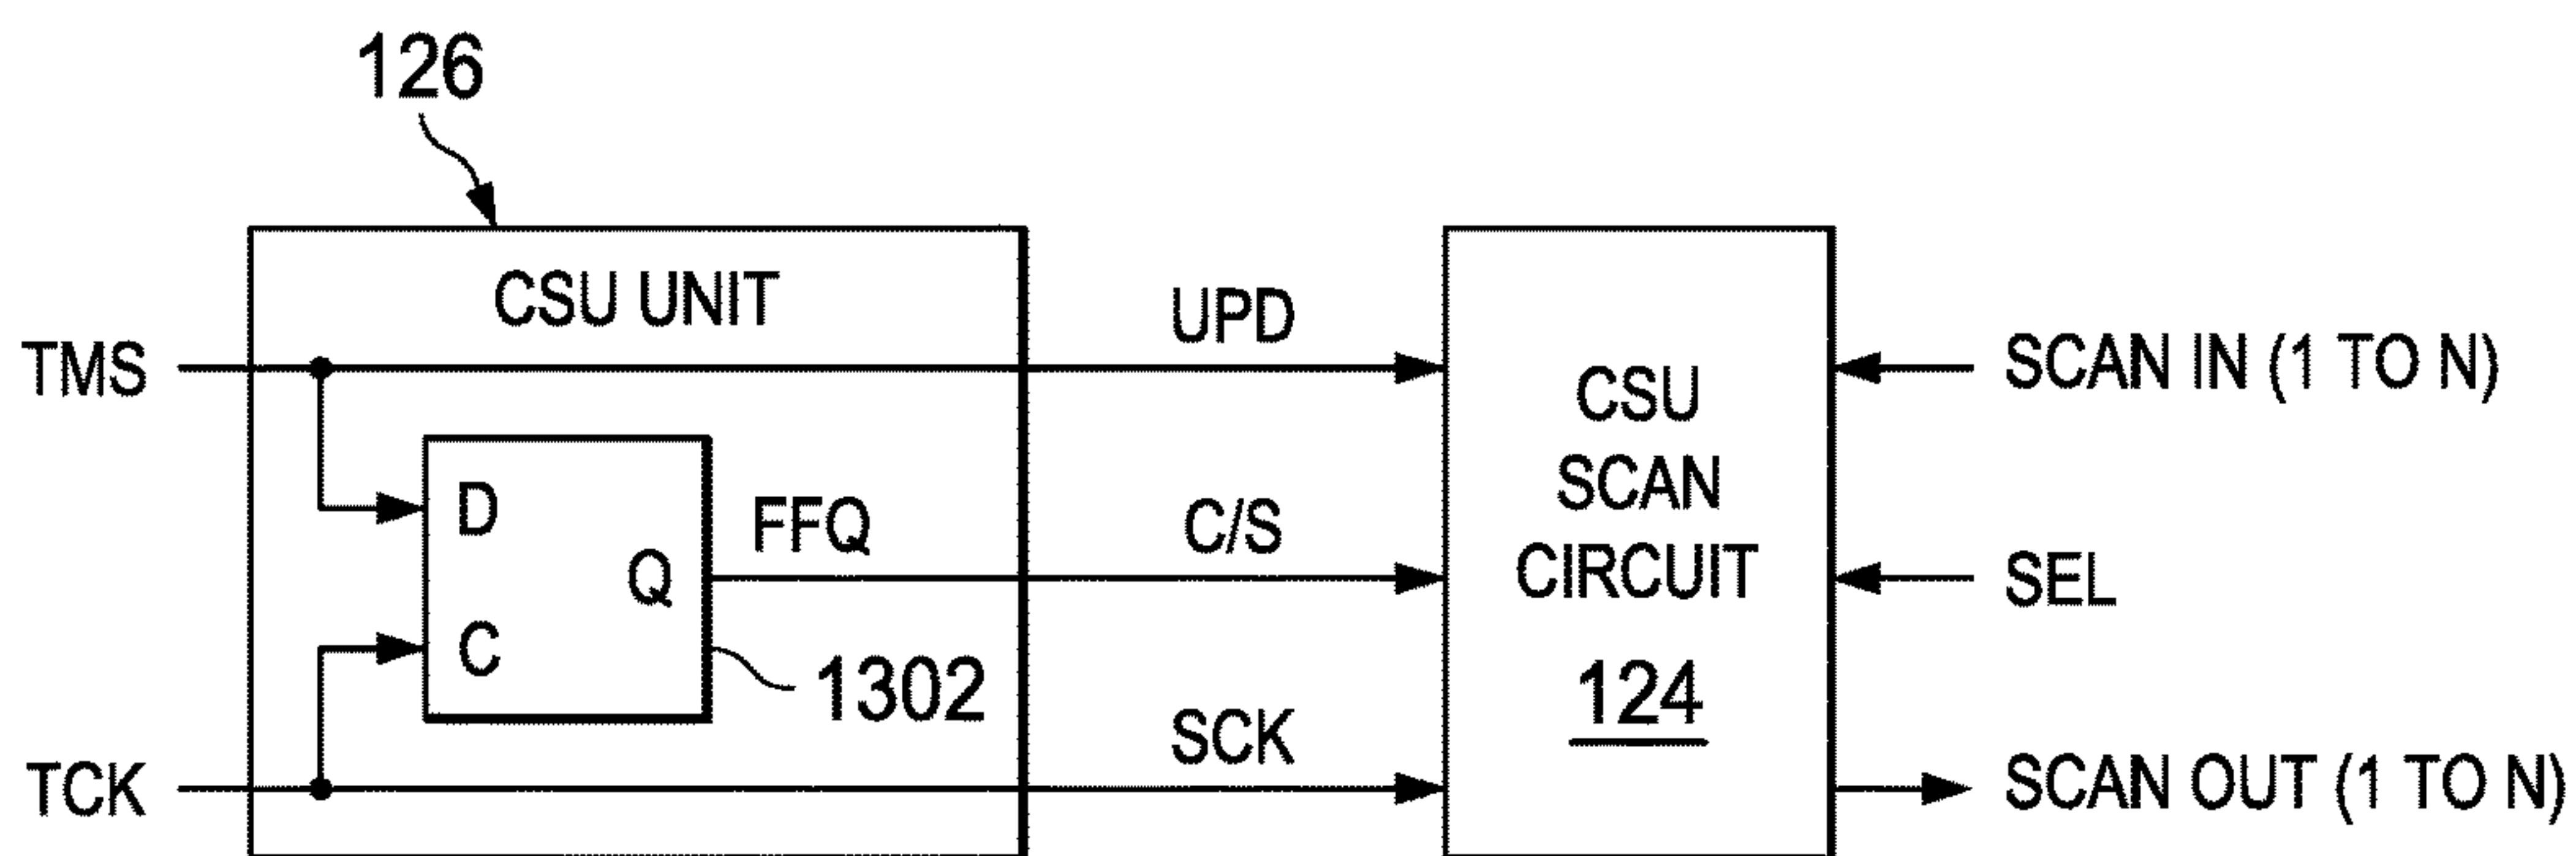 126
CSU UNIT
TMS
D
C
Q
FFQ
1302
TCK
UPD
C/S
SCK
CSU
SCAN
CIRCUIT
124
SCAN IN (1 TO N)
SEL
SCAN OUT (1 TO N)